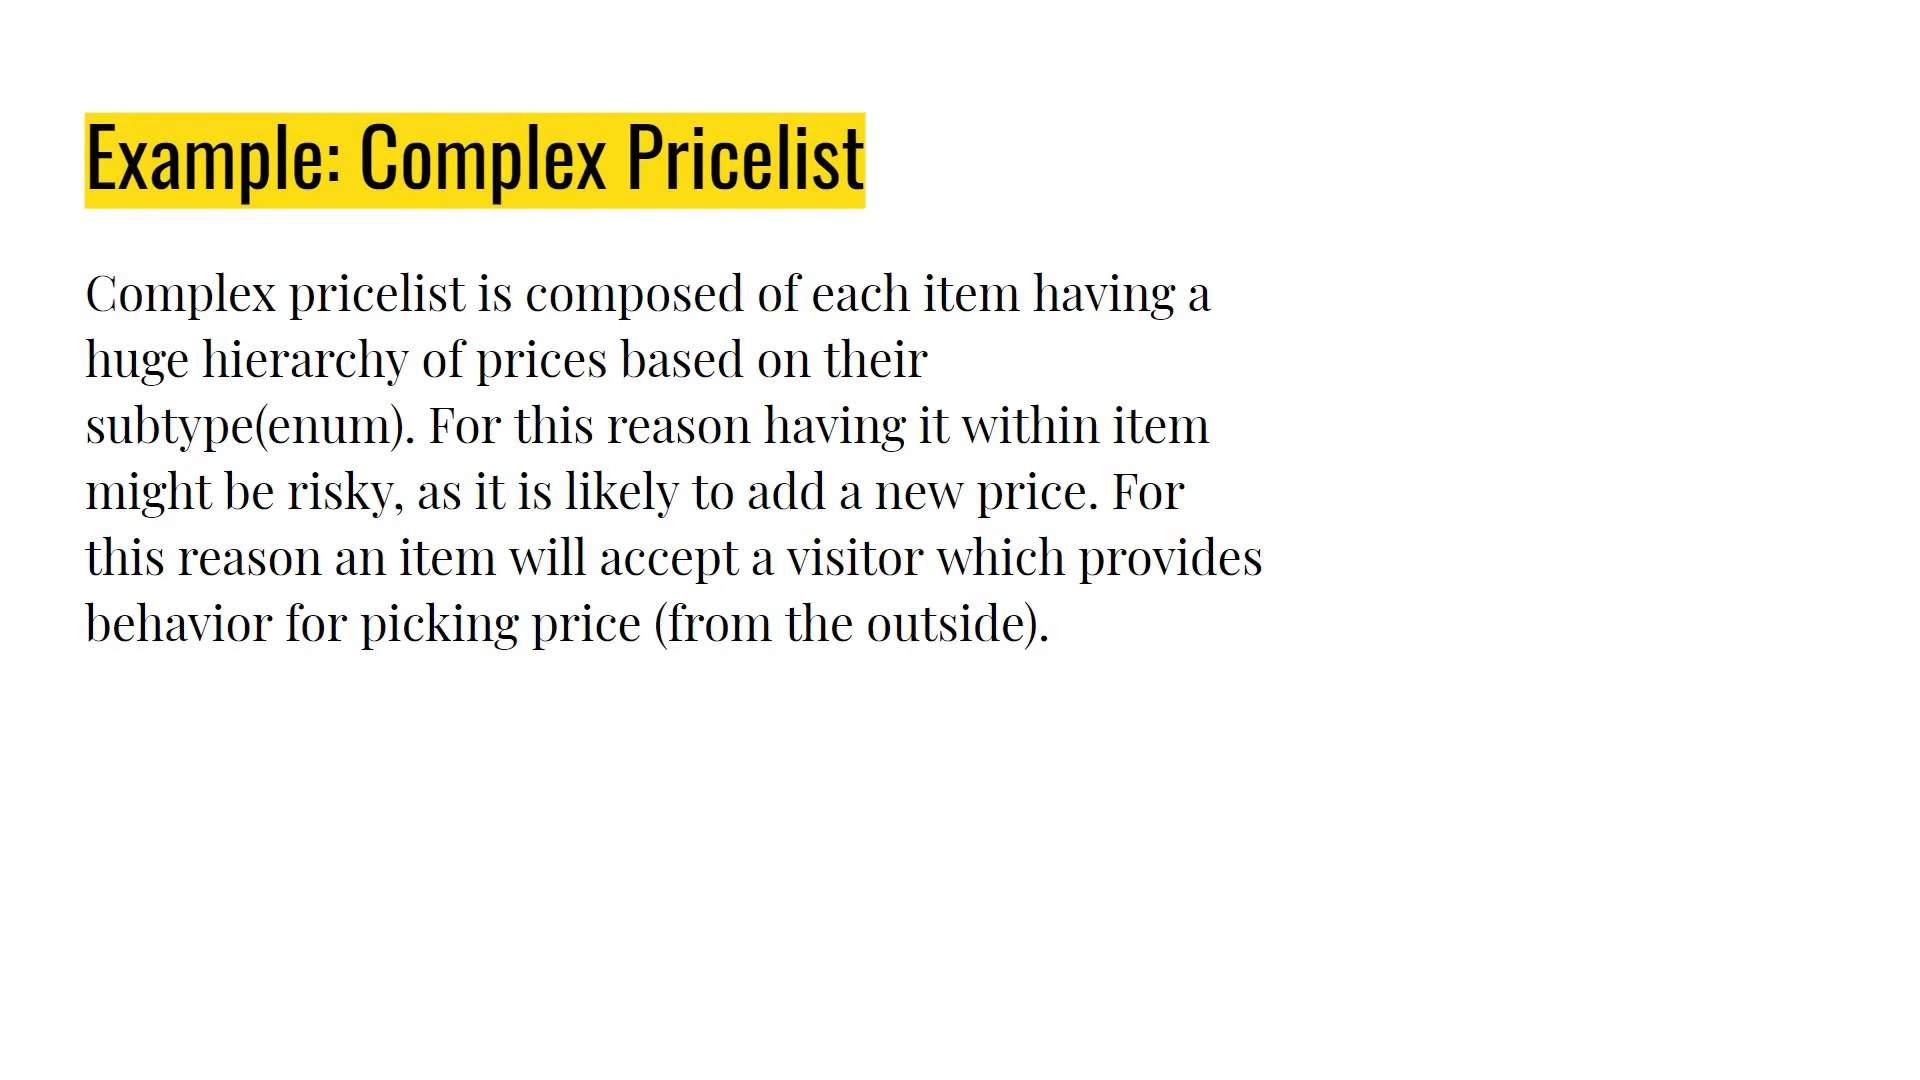 Example: Complex Pricelist
Complex pricelist is composed of each item having a
huge hierarchy of prices based on their
subtype(enum). For this reason having it within item
might be risky, as it is likely to add a new price. For
this reason an item will accept a visitor which provides
behavior for picking price (from the outside).